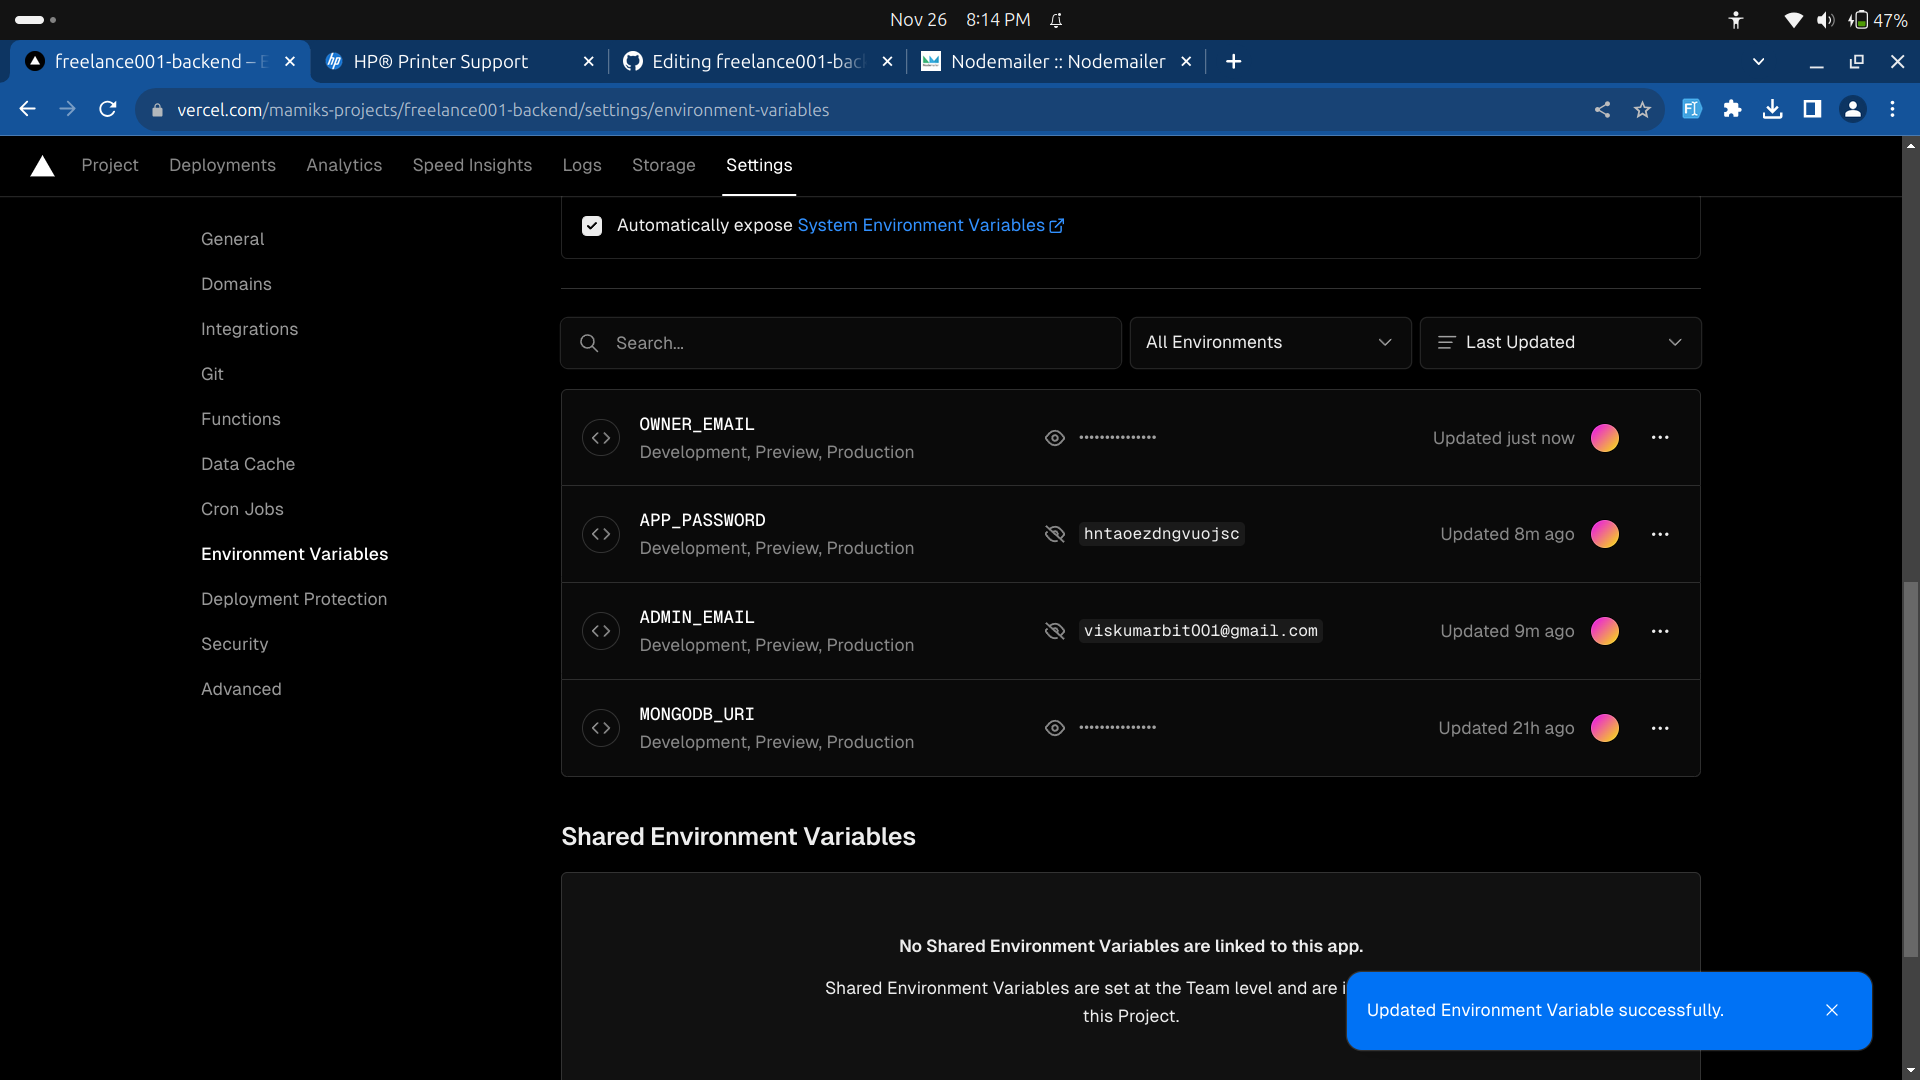 Nov 26 8:14 PM
47%
freelance001-backend – E
HP® Printer Support
Editing freelance001-bac
Nodemailer :: Nodemailer
vercel.com/mamiks-projects/freelance001-backend/settings/environment-variables
Project Deployments Analytics Speed Insights Logs Storage Settings
General
Domains
Integrations
Git
Functions
Data Cache
Cron Jobs
Environment Variables
Deployment Protection
Security
Advanced
Automatically expose System Environment Variables
Search...
All Environments
Last Updated
OWNER_EMAIL
Development, Preview, Production
•••••••••••••••
Updated just now
APP_PASSWORD
Development, Preview, Production
hntaoezdngvuojsc
Updated 8m ago
ADMIN_EMAIL
Development, Preview, Production
viskumarbit001@gmail.com
Updated 9m ago
MONGODB_URI
Development, Preview, Production
•••••••••••••••
Updated 21h ago
Shared Environment Variables
No Shared Environment Variables are linked to this app.
Shared Environment Variables are set at the Team level and are
this Project.
Updated Environment Variable successfully.